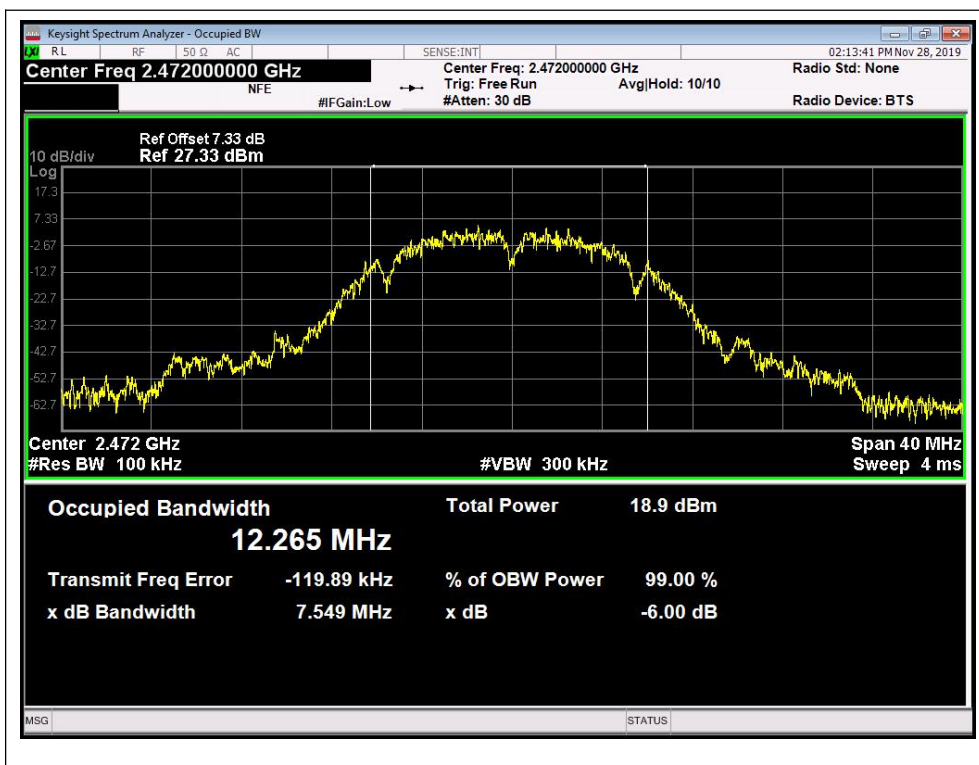 Keysight Spectrum Analyzer - Occupied BW
LXI RL RF 50 Ω AC SENSE:INT 02:13:41 PM Nov 28, 2019
Center Freq 2.472000000 GHz Center Freq: 2.472000000 GHz Radio Std: None
NFE Trig: Free Run Avg|Hold: 10/10
#IFGain:Low #Atten: 30 dB Radio Device: BTS
Ref Offset 7.33 dB
10 dB/div Ref 27.33 dBm
Log
17.3
7.33
-2.67
-12.7
-22.7
-32.7
-42.7
-52.7
-62.7
Center 2.472 GHz Span 40 MHz
#Res BW 100 kHz #VBW 300 kHz Sweep 4 ms
Occupied Bandwidth Total Power 18.9 dBm
12.265 MHz
Transmit Freq Error -119.89 kHz % of OBW Power 99.00 %
x dB Bandwidth 7.549 MHz x dB -6.00 dB
MSG STATUS